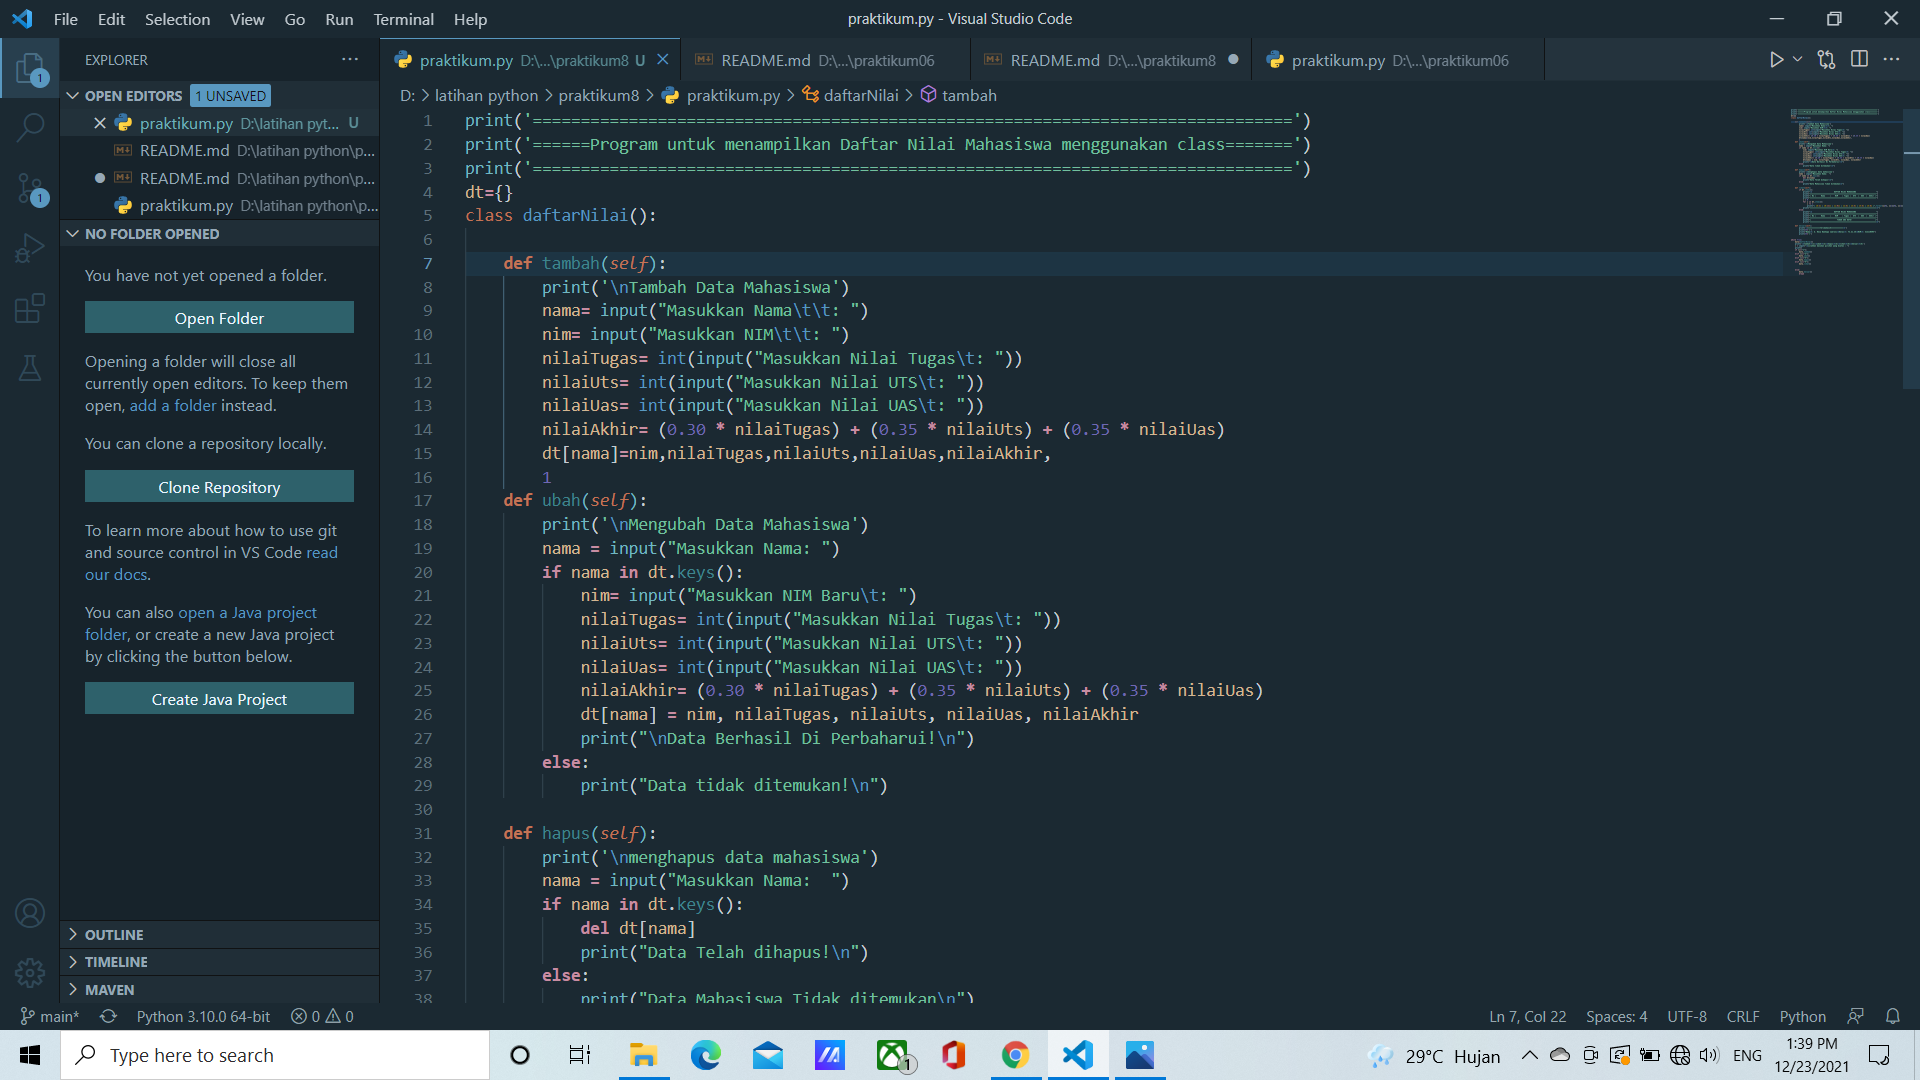 File Edit Selection View Go Run Terminal Help
praktikum.py - Visual Studio Code
EXPLORER
OPEN EDITORS 1 UNSAVED
praktikum.py D:\latihan pyt... U
README.md D:\latihan python\p...
README.md D:\latihan python\p...
praktikum.py D:\latihan python\p...
NO FOLDER OPENED
You have not yet opened a folder.
Open Folder
Opening a folder will close all
currently open editors. To keep them
open, add a folder instead.
You can clone a repository locally.
Clone Repository
To learn more about how to use git
and source control in VS Code read
our docs.
You can also open a Java project
folder, or create a new Java project
by clicking the button below.
Create Java Project
OUTLINE
TIMELINE
MAVEN
praktikum.py D:\...\praktikum8 U
README.md D:\...\praktikum06
README.md D:\...\praktikum8
praktikum.py D:\...\praktikum06
D: > latihan python > praktikum8 > praktikum.py > daftarNilai > tambah
1 print('===============================================================================')
2 print('======Program untuk menampilkan Daftar Nilai Mahasiswa menggunakan class=======')
3 print('===============================================================================')
4 dt={}
5 class daftarNilai():
6
7 def tambah(self):
8 print('\nTambah Data Mahasiswa')
9 nama= input("Masukkan Nama\t\t: ")
10 nim= input("Masukkan NIM\t\t: ")
11 nilaiTugas= int(input("Masukkan Nilai Tugas\t: "))
12 nilaiUts= int(input("Masukkan Nilai UTS\t: "))
13 nilaiUas= int(input("Masukkan Nilai UAS\t: "))
14 nilaiAkhir= (0.30 * nilaiTugas) + (0.35 * nilaiUts) + (0.35 * nilaiUas)
15 dt[nama]=nim,nilaiTugas,nilaiUts,nilaiUas,nilaiAkhir,
16 1
17 def ubah(self):
18 print('\nMengubah Data Mahasiswa')
19 nama = input("Masukkan Nama: ")
20 if nama in dt.keys():
21 nim= input("Masukkan NIM Baru\t: ")
22 nilaiTugas= int(input("Masukkan Nilai Tugas\t: "))
23 nilaiUts= int(input("Masukkan Nilai UTS\t: "))
24 nilaiUas= int(input("Masukkan Nilai UAS\t: "))
25 nilaiAkhir= (0.30 * nilaiTugas) + (0.35 * nilaiUts) + (0.35 * nilaiUas)
26 dt[nama] = nim, nilaiTugas, nilaiUts, nilaiUas, nilaiAkhir
27 print("\nData Berhasil Di Perbaharui!\n")
28 else:
29 print("Data tidak ditemukan!\n")
30
31 def hapus(self):
32 print('\nmenghapus data mahasiswa')
33 nama = input("Masukkan Nama:  ")
34 if nama in dt.keys():
35 del dt[nama]
36 print("Data Telah dihapus!\n")
37 else:
38 print("Data Mahasiswa Tidak ditemukan\n")
main* Python 3.10.0 64-bit 0 0
Ln 7, Col 22 Spaces: 4 UTF-8 CRLF Python
Type here to search
29°C Hujan ENG
1:39 PM
12/23/2021